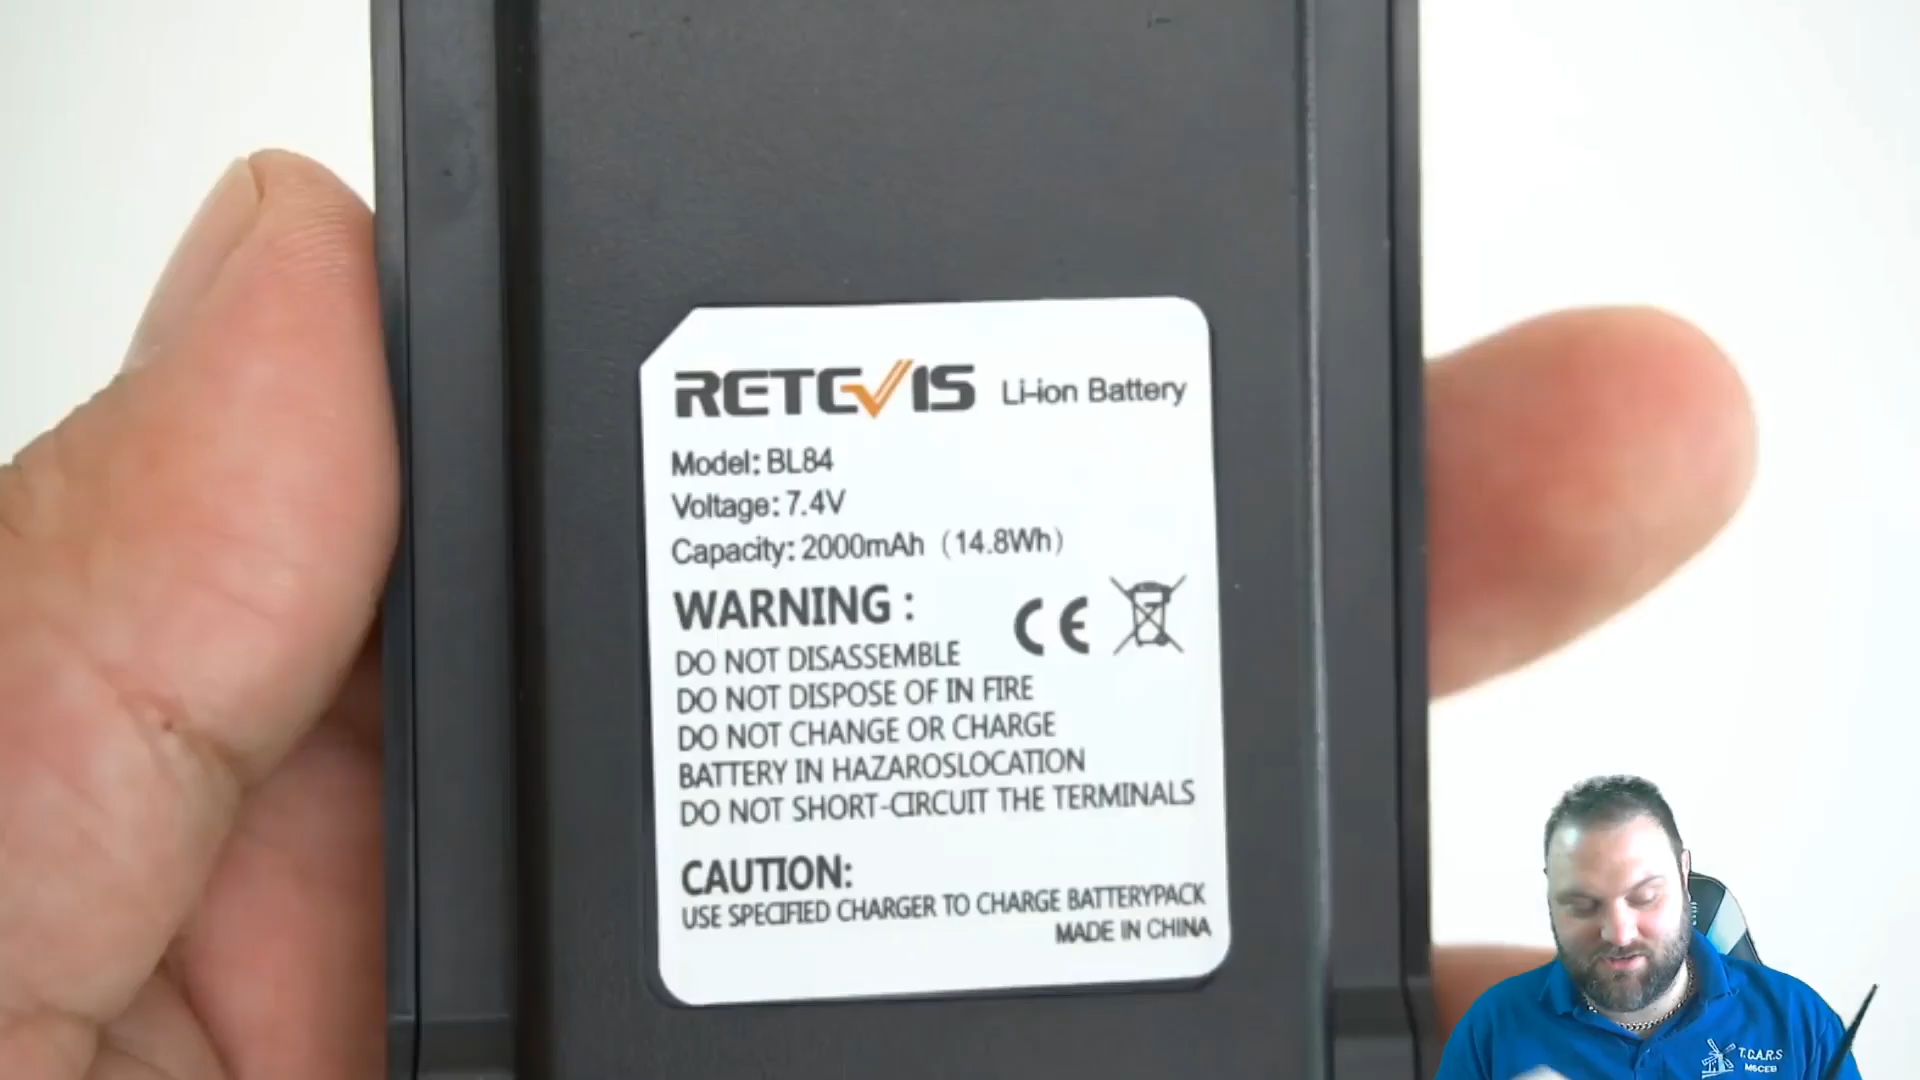 RETEVIS Li-ion Battery
Model: BL84
Voltage: 7.4V
Capacity: 2000mAh (14.8Wh)
WARNING :
CE
DO NOT DISASSEMBLE
DO NOT DISPOSE OF IN FIRE
DO NOT CHANGE OR CHARGE
BATTERY IN HAZAROSLOCATION
DO NOT SHORT-CIRCUIT THE TERMINALS
CAUTION:
USE SPECIFIED CHARGER TO CHARGE BATTERYPACK
MADE IN CHINA
T.C.A.R.S
M6CEB